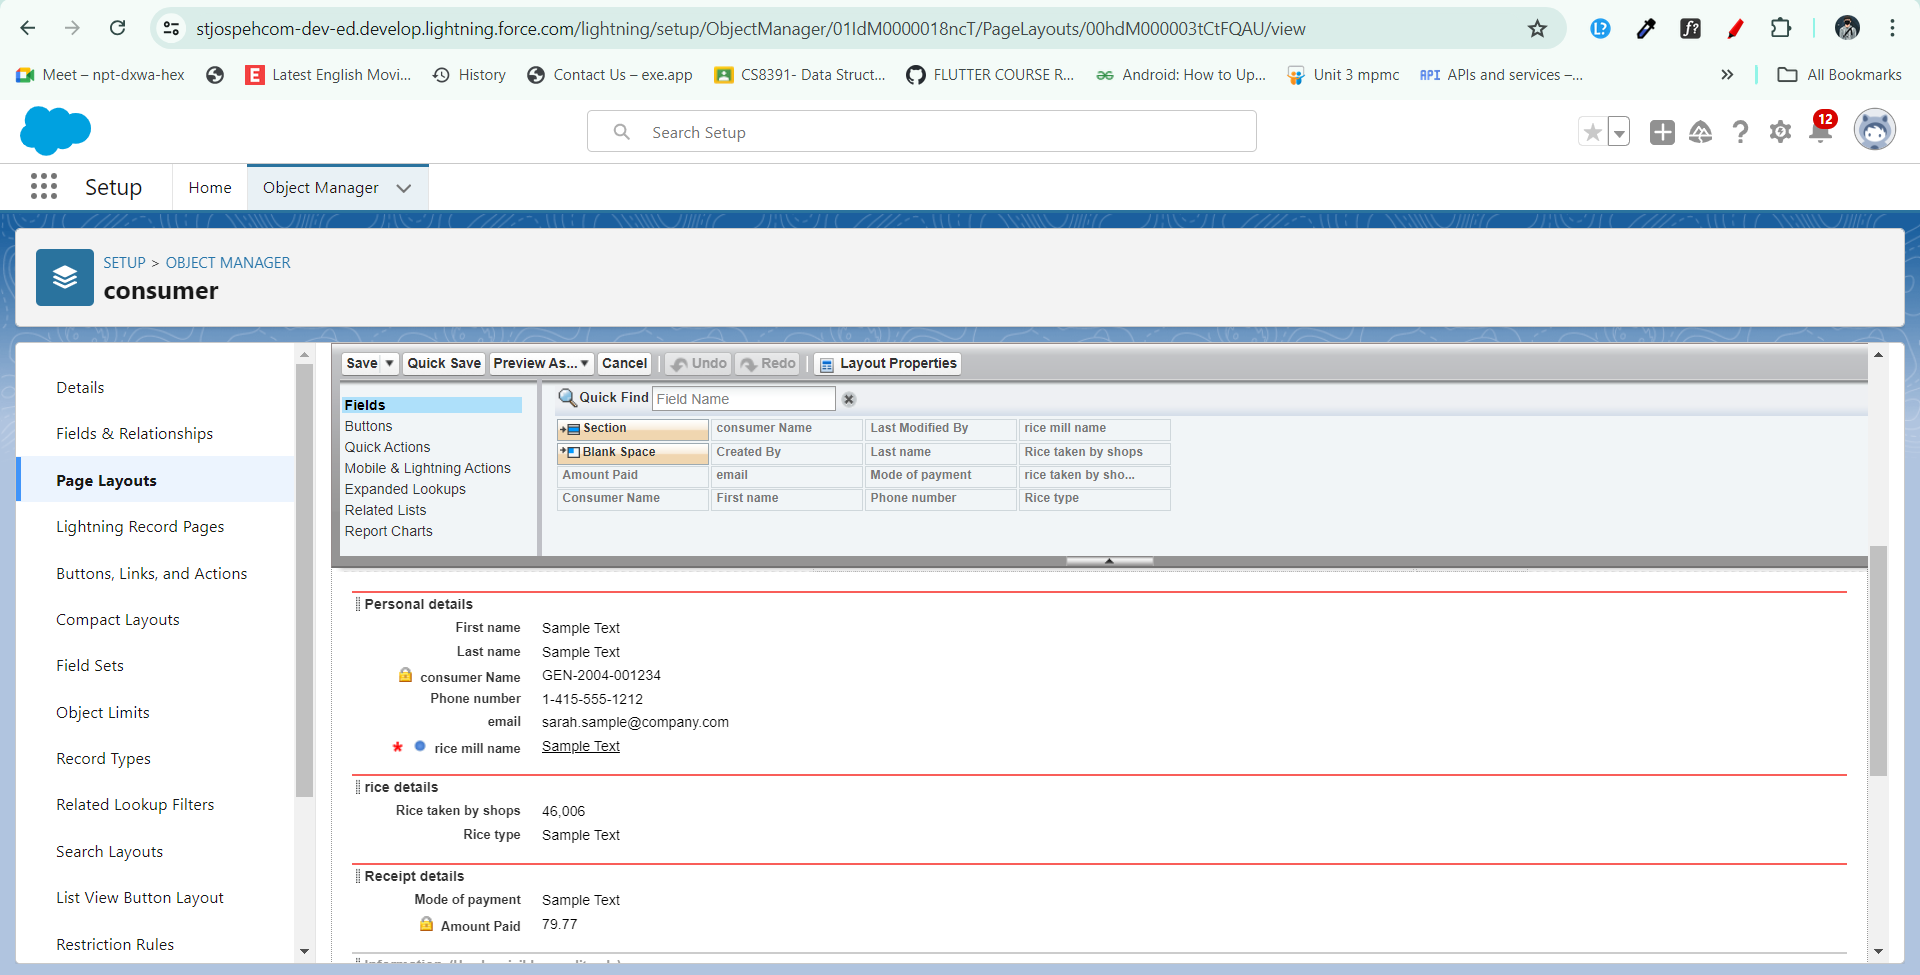 stjospehcom-dev-ed.develop.lightning.force.com/lightning/setup/ObjectManager/01IdM0000018ncT/PageLayouts/00hdM000003tCtFQAU/view
Meet – npt-dxwa-hex
Latest English Movi...
History
Contact Us – exe.app
CS8391- Data Struct...
FLUTTER COURSE R...
Android: How to Up...
Unit 3 mpmc
API APIs and services –...
All Bookmarks
Search Setup
12
Setup
Home
Object Manager
SETUP > OBJECT MANAGER
consumer
Details
Fields & Relationships
Page Layouts
Lightning Record Pages
Buttons, Links, and Actions
Compact Layouts
Field Sets
Object Limits
Record Types
Related Lookup Filters
Search Layouts
List View Button Layout
Restriction Rules
Save Quick Save Preview As... Cancel Undo Redo Layout Properties
Fields
Buttons
Quick Actions
Mobile & Lightning Actions
Expanded Lookups
Related Lists
Report Charts
Quick Find Field Name
Section consumer Name Last Modified By rice mill name
Blank Space Created By Last name Rice taken by shops
Amount Paid email Mode of payment rice taken by sho...
Consumer Name First name Phone number Rice type
Personal details
First name Sample Text
Last name Sample Text
consumer Name GEN-2004-001234
Phone number 1-415-555-1212
email sarah.sample@company.com
* rice mill name Sample Text
rice details
Rice taken by shops 46,006
Rice type Sample Text
Receipt details
Mode of payment Sample Text
Amount Paid 79.77